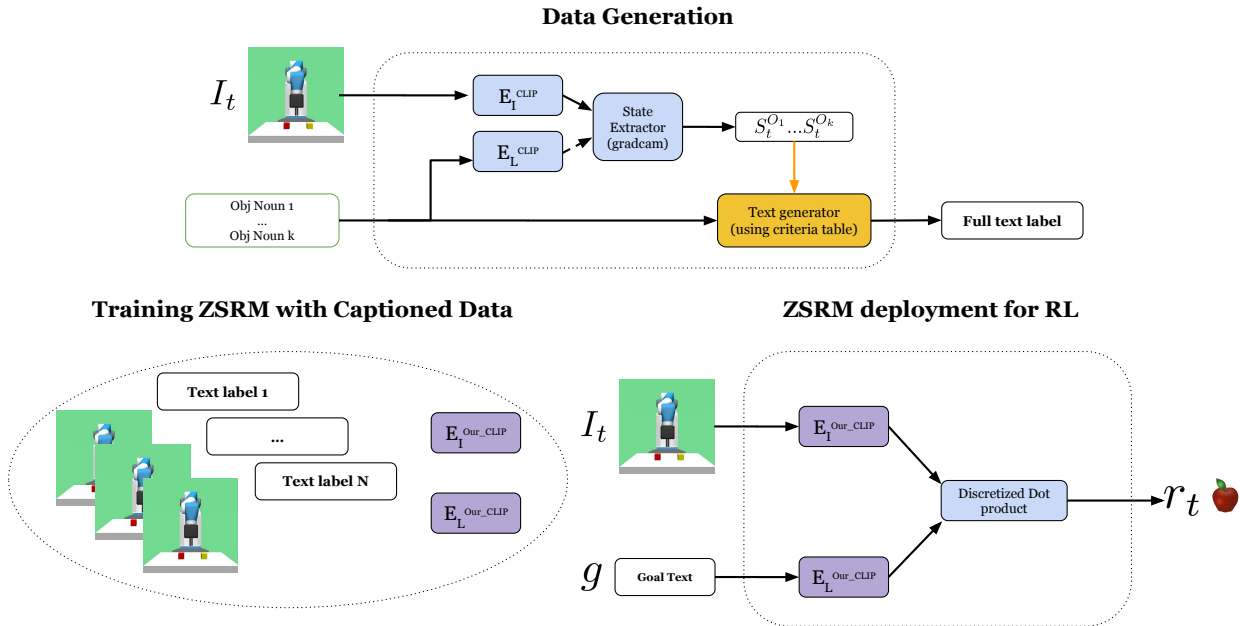 Data Generation
I_t
E_I^CLIP
E_L^CLIP
State
Extractor
(gradcam)
S_t^{O_1}...S_t^{O_k}
Obj Noun 1
...
Obj Noun k
Text generator
(using criteria table)
Full text label
Training ZSRM with Captioned Data
Text label 1
...
Text label N
E_I^Our_CLIP
E_L^Our_CLIP
ZSRM deployment for RL
I_t
E_I^Our_CLIP
Discretized Dot
product
r_t
g
Goal Text
E_L^Our_CLIP